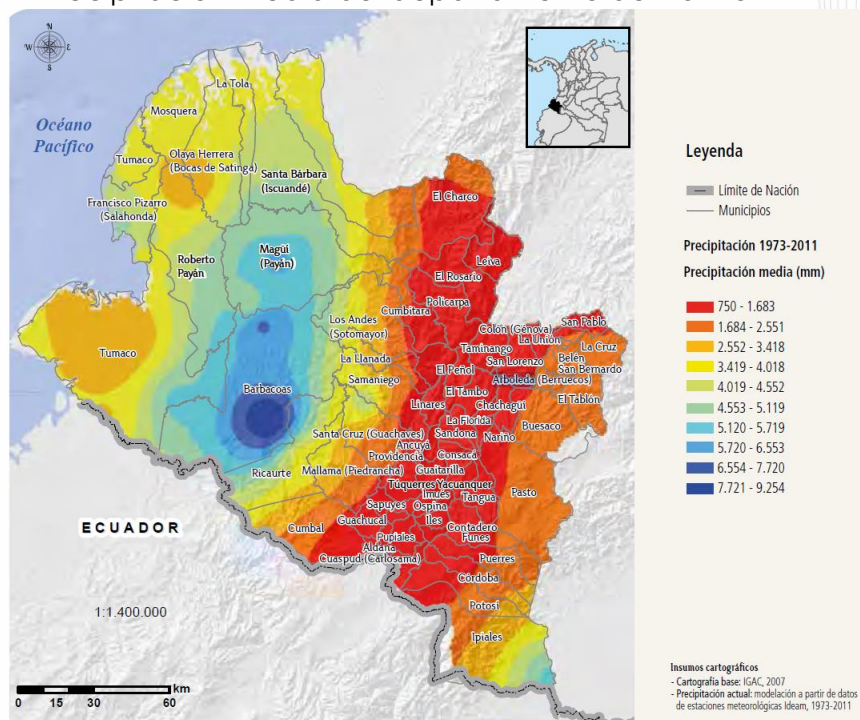 N
W
E
S
Océano
Pacífico
La Tola
Mosquera
Tumaco
Olaya Herrera
(Bocas de Satinga)
Santa Bárbara
(Iscuandé)
Francisco Pizarro
(Salahonda)
El Charco
Roberto
Payán
Magüí
(Payán)
Leiva
El Rosario
Policarpa
Cumbitara
Los Andes
(Sotomayor)
Colón (Génova)
San Pablo
La Unión
Tumaco
La Llanada
Taminango
San Lorenzo
La Cruz
Belén
San Bernardo
Samaniego
El Peñol
Arboleda (Berruecos)
Barbacoas
El Tambo
El Tablón
Linares
Chachagüí
La Florida
Buesaco
Santa Cruz (Guachaves)
Sandona
Nariño
Ancuya
Providencia
Consaca
Ricaurte
Mallama (Piedrancha)
Guaitarilla
Túquerres
Yacuanquer
Pasto
Imués
Tangua
Sapuyes
Ospina
Cumbal
Guachucal
Iles
Contadero
Funes
Pupiales
Aldana
Cuaspud (Carlosama)
Puerres
Córdoba
Potosí
Ipiales
ECUADOR
1:1.400.000
km
0 15 30 60
Leyenda
Límite de Nación
Municipios
Precipitación 1973-2011
Precipitación media (mm)
750 - 1.683
1.684 - 2.551
2.552 - 3.418
3.419 - 4.018
4.019 - 4.552
4.553 - 5.119
5.120 - 5.719
5.720 - 6.553
6.554 - 7.720
7.721 - 9.254
Insumos cartográficos
- Cartografía base: IGAC, 2007
- Precipitación actual: modelación a partir de datos
de estaciones meteorológicas Ideam, 1973-2011